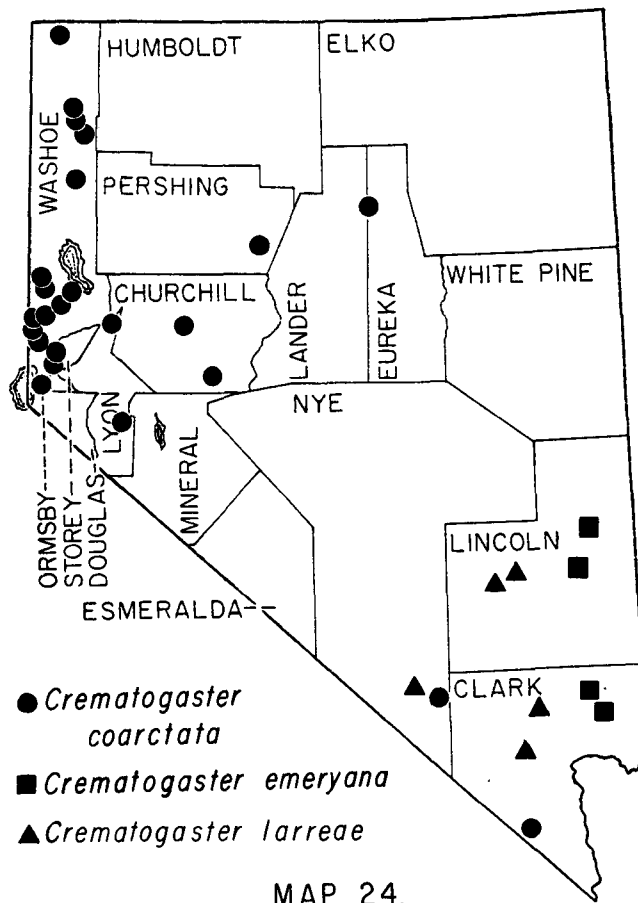 HUMBOLDT
ELKO
WASHOE
PERSHING
CHURCHILL
LANDER
EUREKA
WHITE PINE
NYE
LYON
MINERAL
ORMSBY
STOREY
DOUGLAS
LINCOLN
ESMERALDA
CLARK
Crematogaster
coarctata
Crematogaster emeryana
Crematogaster larreae
MAP 24.